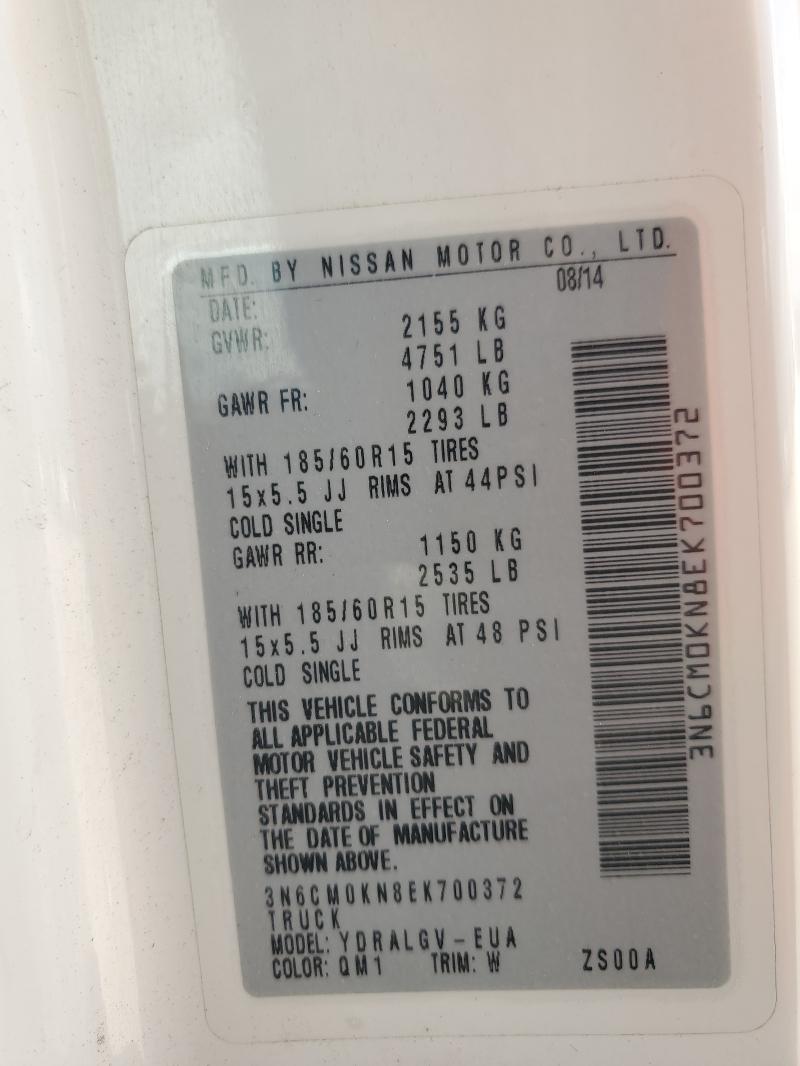 MFD. BY NISSAN MOTOR CO., LTD.
DATE: 08/14
GVWR: 2155 KG
4751 LB
GAWR FR: 1040 KG
2293 LB
WITH 185/60R15 TIRES
15x5.5 JJ RIMS AT 44PSI
COLD SINGLE
GAWR RR: 1150 KG
2535 LB
WITH 185/60R15 TIRES
15x5.5 JJ RIMS AT 48 PSI
COLD SINGLE
THIS VEHICLE CONFORMS TO
ALL APPLICABLE FEDERAL
MOTOR VEHICLE SAFETY AND
THEFT PREVENTION
STANDARDS IN EFFECT ON
THE DATE OF MANUFACTURE
SHOWN ABOVE.
3N6CM0KN8EK700372
TRUCK
MODEL: YDRALGV-EUA
COLOR: QM1 TRIM: W ZS00A
3N6CM0KN8EK700372